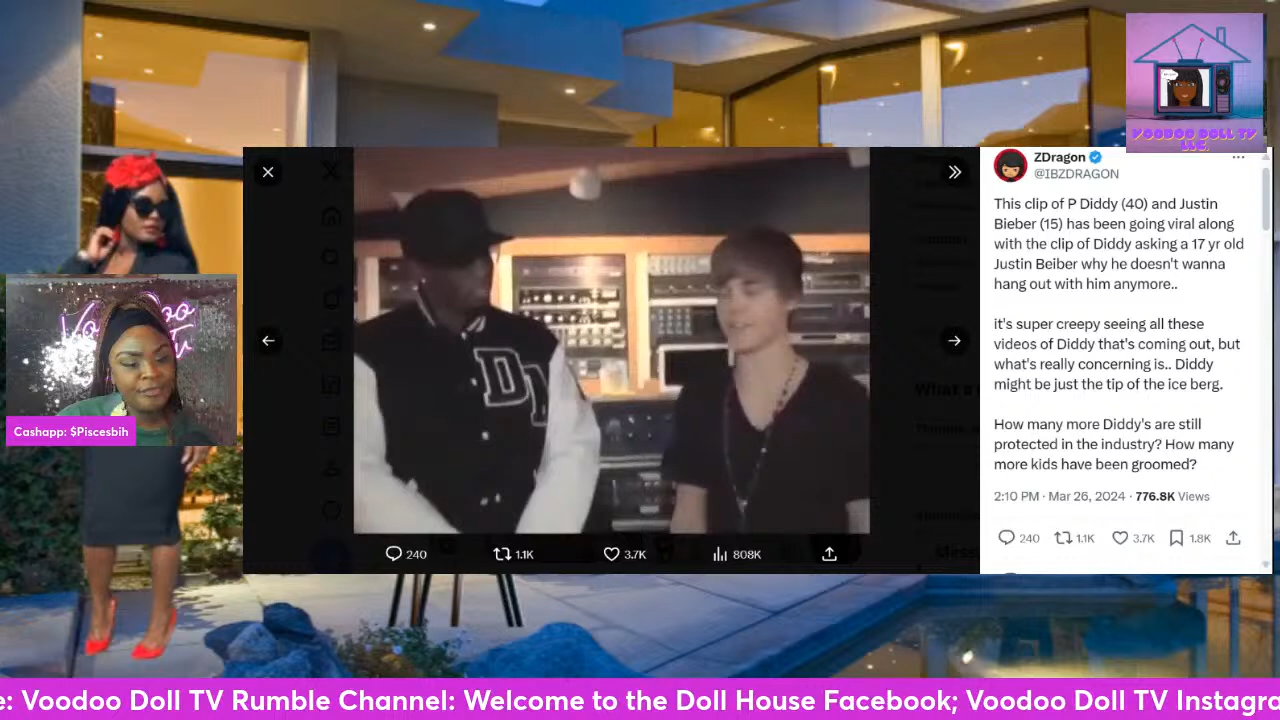 VOODOO DOLL TV
LLC.
ZDragon
@IBZDRAGON
This clip of P Diddy (40) and Justin
Bieber (15) has been going viral along
with the clip of Diddy asking a 17 yr old
Justin Beiber why he doesn't wanna
hang out with him anymore..
it's super creepy seeing all these
videos of Diddy that's coming out, but
what's really concerning is.. Diddy
might be just the tip of the ice berg.
How many more Diddy's are still
protected in the industry? How many
more kids have been groomed?
2:10 PM · Mar 26, 2024 · 776.8K Views
240 1.1K 3.7K 1.8K
240 1.1K 3.7K 808K
Cashapp: $Piscesbih
e: Voodoo Doll TV Rumble Channel: Welcome to the Doll House Facebook; Voodoo Doll TV Instagra